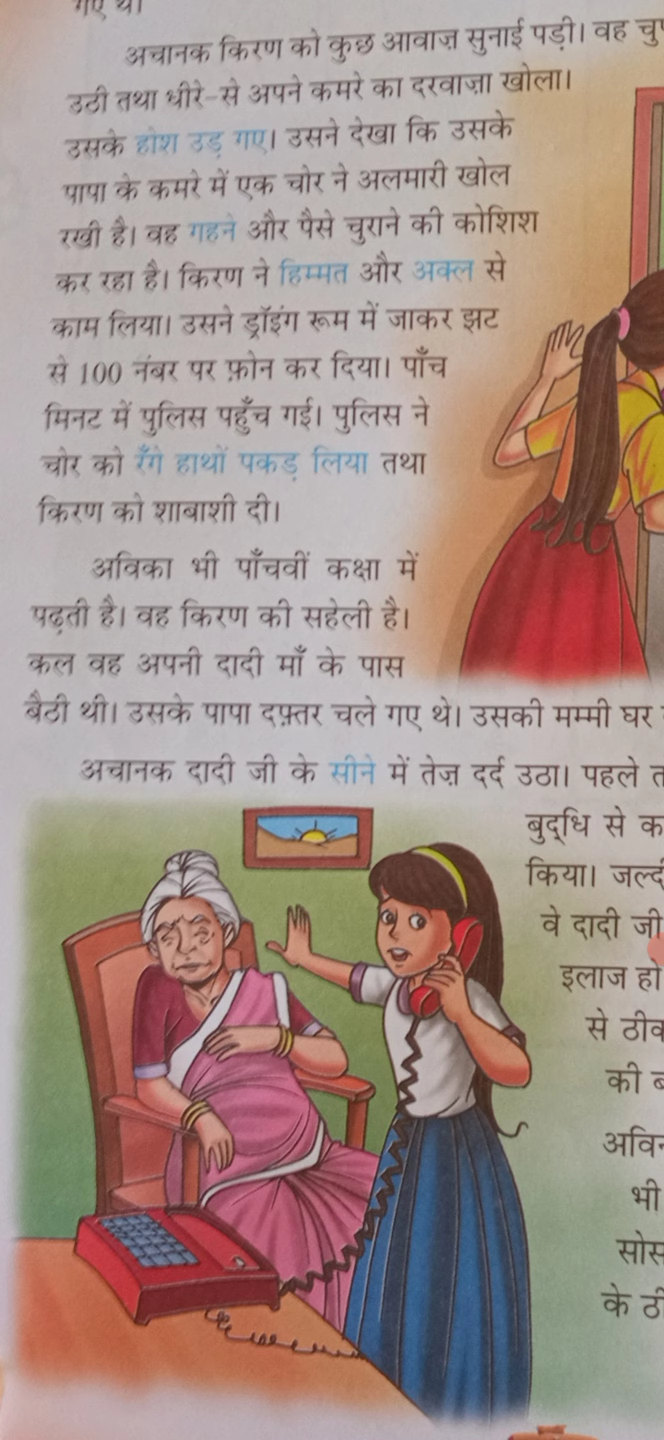 गए थे।
अचानक किरण को कुछ आवाज़ सुनाई पड़ी। वह
उठी तथा धीरे-से अपने कमरे का दरवाज़ा खोला।
उसके होश उड़ गए। उसने देखा कि उसके
पापा के कमरे में एक चोर ने अलमारी खोल
रखी है। वह गहने और पैसे चुराने की कोशिश
कर रहा है। किरण ने हिम्मत और अक्ल से
काम लिया। उसने ड्रॉइंग रूम में जाकर झट
से 100 नंबर पर फ़ोन कर दिया। पाँच
मिनट में पुलिस पहुँच गई। पुलिस ने
चोर को रँगे हाथों पकड़ लिया तथा
किरण को शाबाशी दी।
अविका भी पाँचवीं कक्षा में
पढ़ती है। वह किरण की सहेली है।
कल वह अपनी दादी माँ के पास
बैठी थी। उसके पापा दफ़्तर चले गए थे। उसकी मम्मी घर
अचानक दादी जी के सीने में तेज़ दर्द उठा। पहले
बुद्धि से
किया।
वे दादी जी
इलाज हो
से
की
भी
के